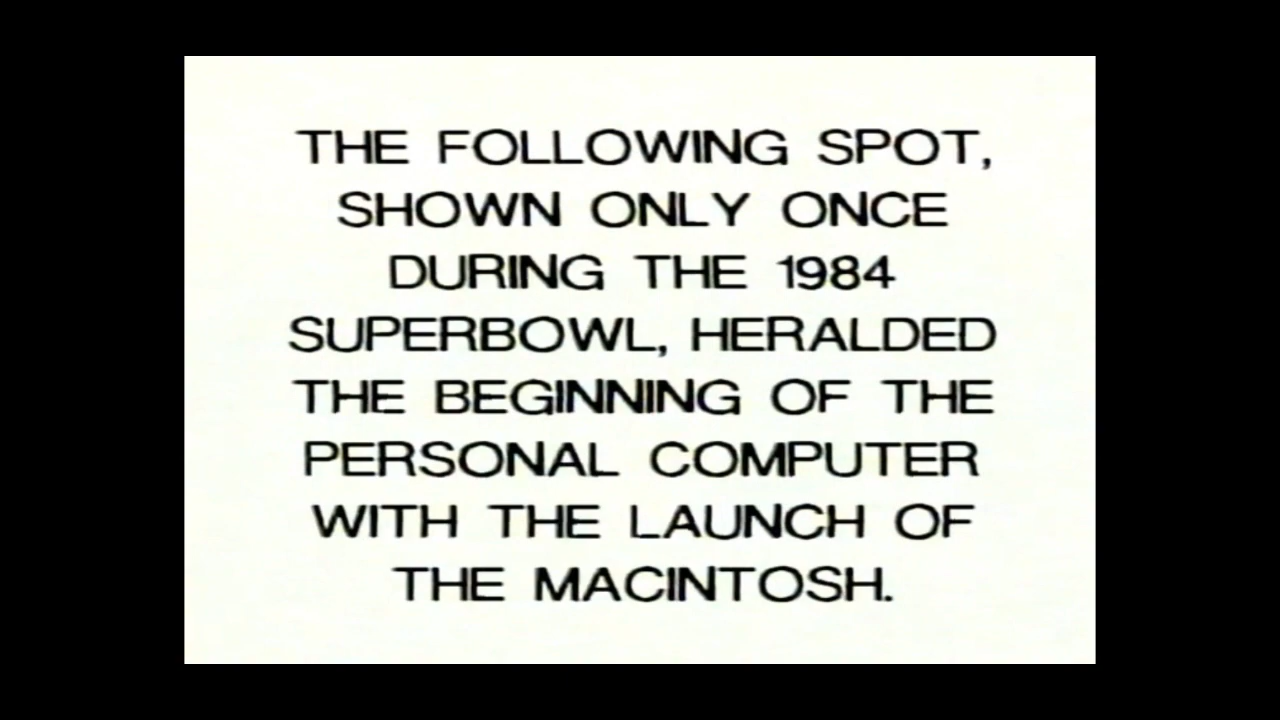 THE FOLLOWING SPOT,
SHOWN ONLY ONCE
DURING THE 1984
SUPERBOWL, HERALDED
THE BEGINNING OF THE
PERSONAL COMPUTER
WITH THE LAUNCH OF
THE MACINTOSH.